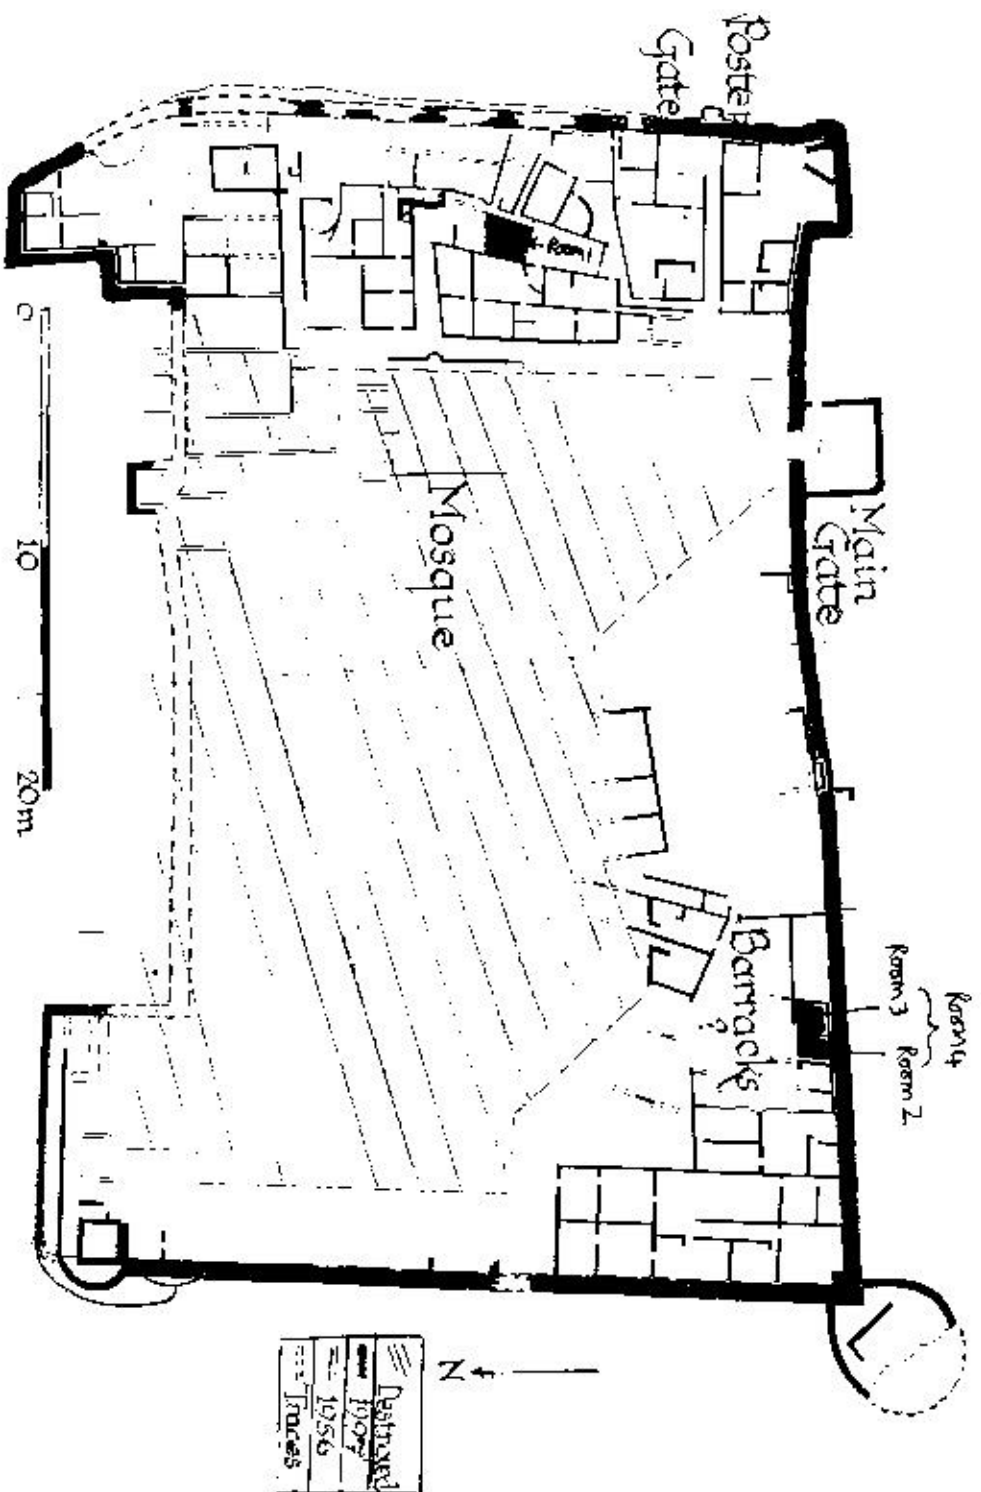 Postern
Gate
Room 1
Main
Gate
Mosque
0
10
20m
Barracks
?
Room 4
Room 3
Room 2
N
Destroyed
1956
Traces